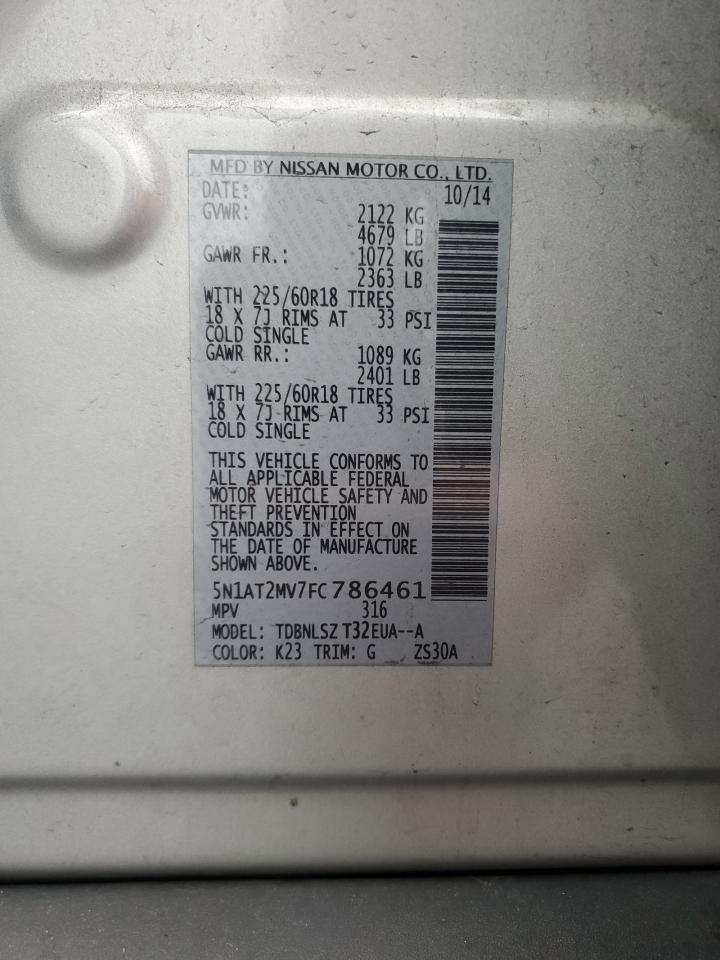 MFD BY NISSAN MOTOR CO., LTD.
DATE: 10/14
GVWR: 2122 KG
4679 LB
GAWR FR.: 1072 KG
2363 LB
WITH 225/60R18 TIRES
18 X 7J RIMS AT 33 PSI
COLD SINGLE
GAWR RR.: 1089 KG
2401 LB
WITH 225/60R18 TIRES
18 X 7J RIMS AT 33 PSI
COLD SINGLE
THIS VEHICLE CONFORMS TO
ALL APPLICABLE FEDERAL
MOTOR VEHICLE SAFETY AND
THEFT PREVENTION
STANDARDS IN EFFECT ON
THE DATE OF MANUFACTURE
SHOWN ABOVE.
5N1AT2MV7FC786461
MPV 316
MODEL: TDBNLSZ T32EUA--A
COLOR: K23 TRIM: G ZS30A